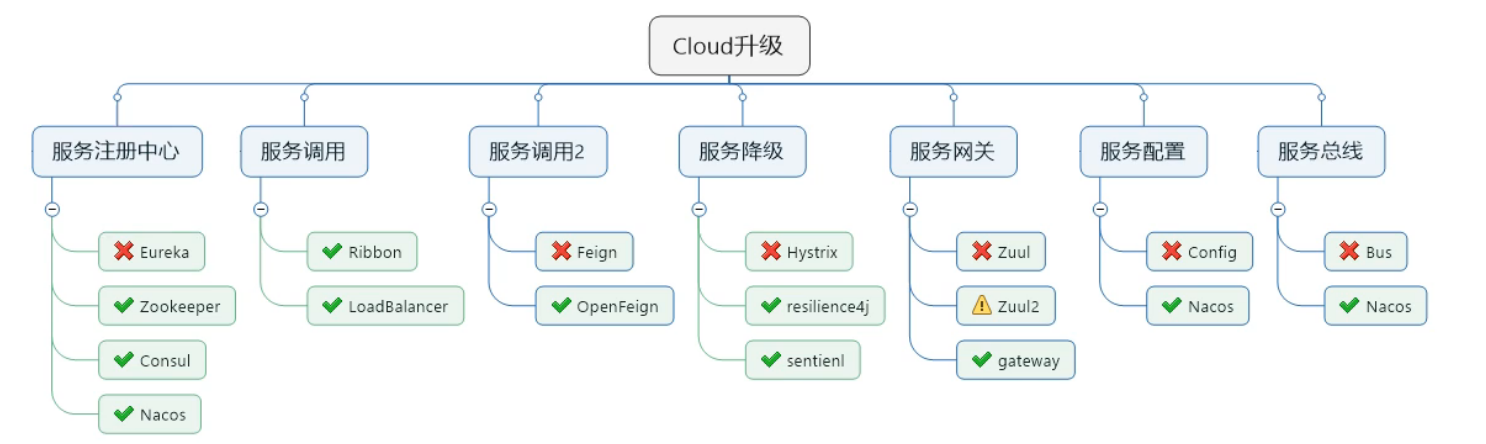 Cloud升级
服务注册中心
Eureka
Zookeeper
Consul
Nacos
服务调用
Ribbon
LoadBalancer
服务调用2
Feign
OpenFeign
服务降级
Hystrix
resilience4j
sentienl
服务网关
Zuul
Zuul2
gateway
服务配置
Config
Nacos
服务总线
Bus
Nacos